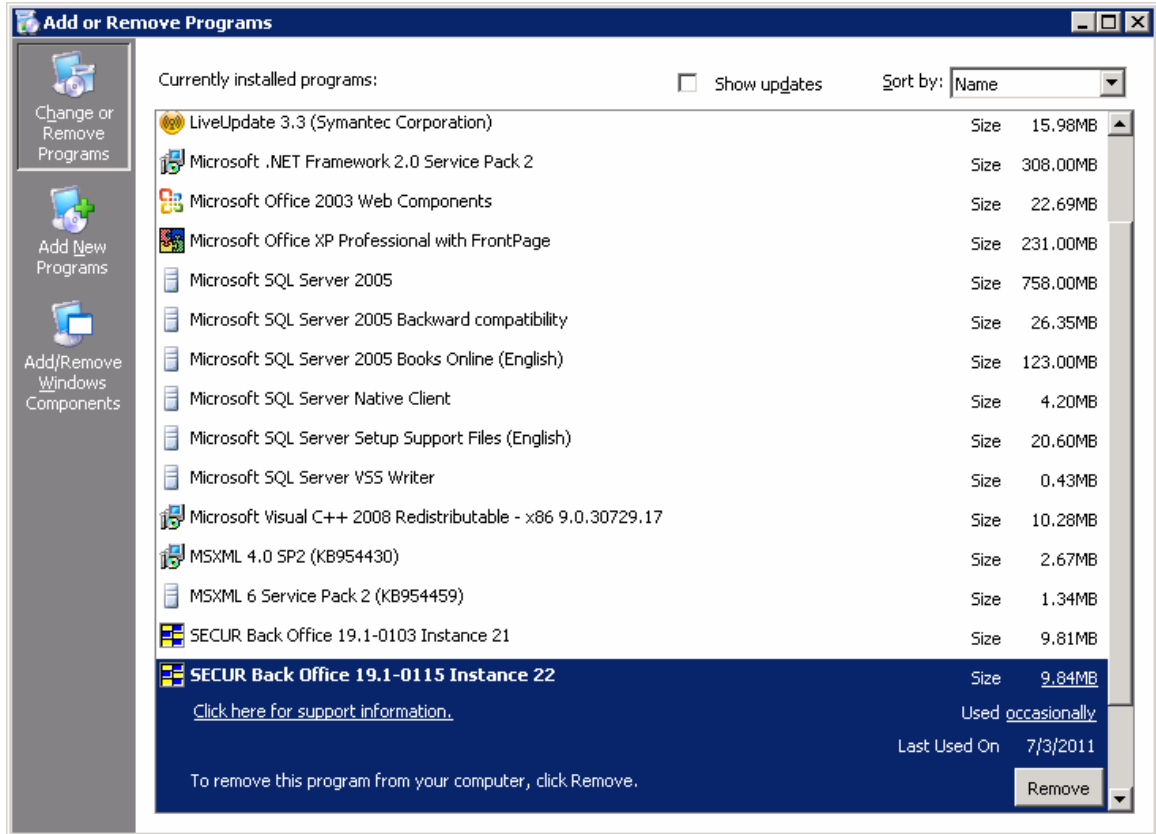 Add or Remove Programs
Change or
Remove
Programs
Add New
Programs
Add/Remove
Windows
Components
Currently installed programs:
Show updates
Sort by: Name
LiveUpdate 3.3 (Symantec Corporation) Size 15.98MB
Microsoft .NET Framework 2.0 Service Pack 2 Size 308.00MB
Microsoft Office 2003 Web Components Size 22.69MB
Microsoft Office XP Professional with FrontPage Size 231.00MB
Microsoft SQL Server 2005 Size 758.00MB
Microsoft SQL Server 2005 Backward compatibility Size 26.35MB
Microsoft SQL Server 2005 Books Online (English) Size 123.00MB
Microsoft SQL Server Native Client Size 4.20MB
Microsoft SQL Server Setup Support Files (English) Size 20.60MB
Microsoft SQL Server VSS Writer Size 0.43MB
Microsoft Visual C++ 2008 Redistributable - x86 9.0.30729.17 Size 10.28MB
MSXML 4.0 SP2 (KB954430) Size 2.67MB
MSXML 6 Service Pack 2 (KB954459) Size 1.34MB
SECUR Back Office 19.1-0103 Instance 21 Size 9.81MB
SECUR Back Office 19.1-0115 Instance 22 Size 9.84MB
Click here for support information. Used occasionally
Last Used On 7/3/2011
To remove this program from your computer, click Remove. Remove